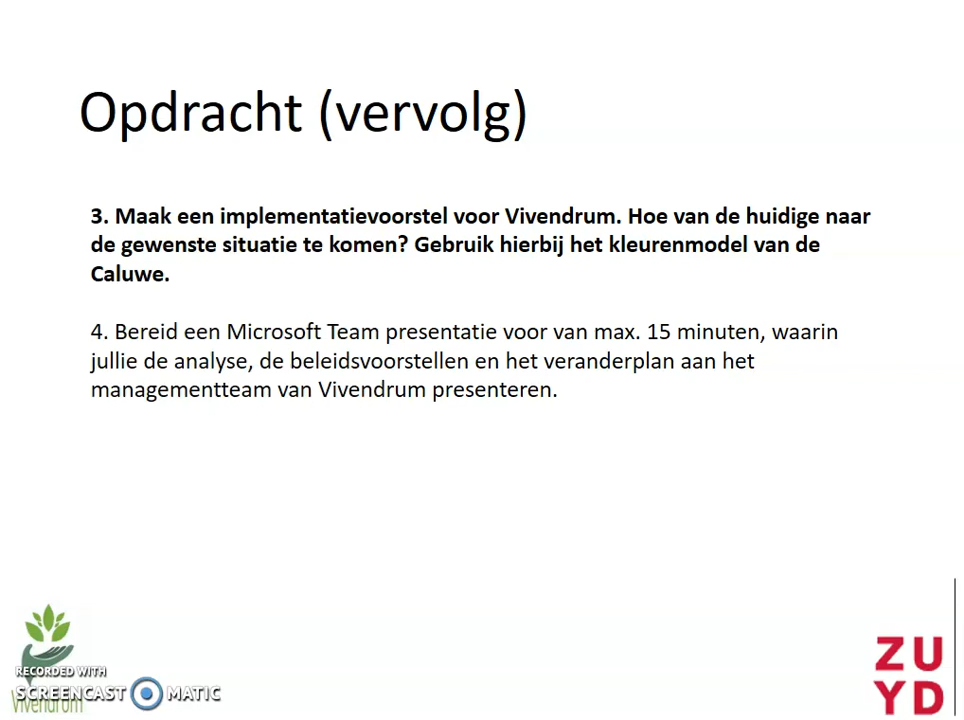 Opdracht (vervolg)
3. Maak een implementatievoorstel voor Vivendrum. Hoe van de huidige naar
de gewenste situatie te komen? Gebruik hierbij het kleurenmodel van de
Caluwe.
4. Bereid een Microsoft Team presentatie voor van max. 15 minuten, waarin
jullie de analyse, de beleidsvoorstellen en het veranderplan aan het
managementteam van Vivendrum presenteren.
RECORDED WITH
SCREENCAST MATIC
Vivendrum
ZU
YD